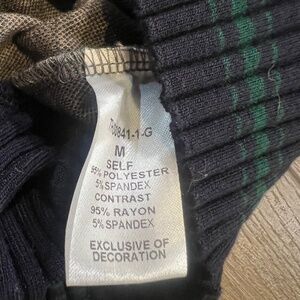 M
SELF
95% POLYESTER
5% SPANDEX
CONTRAST
95% RAYON
5% SPANDEX
EXCLUSIVE OF
DECORATION